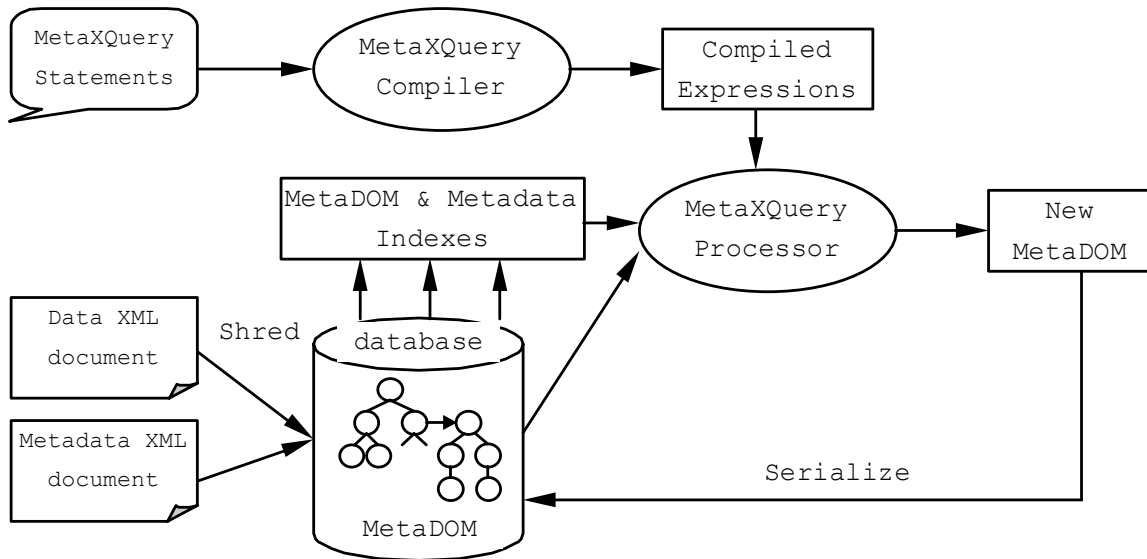 MetaXQuery
Statements
MetaXQuery
Compiler
Compiled
Expressions
MetaDOM & Metadata
Indexes
MetaXQuery
Processor
New
MetaDOM
Data XML
document
Shred
database
Metadata XML
document
MetaDOM
Serialize